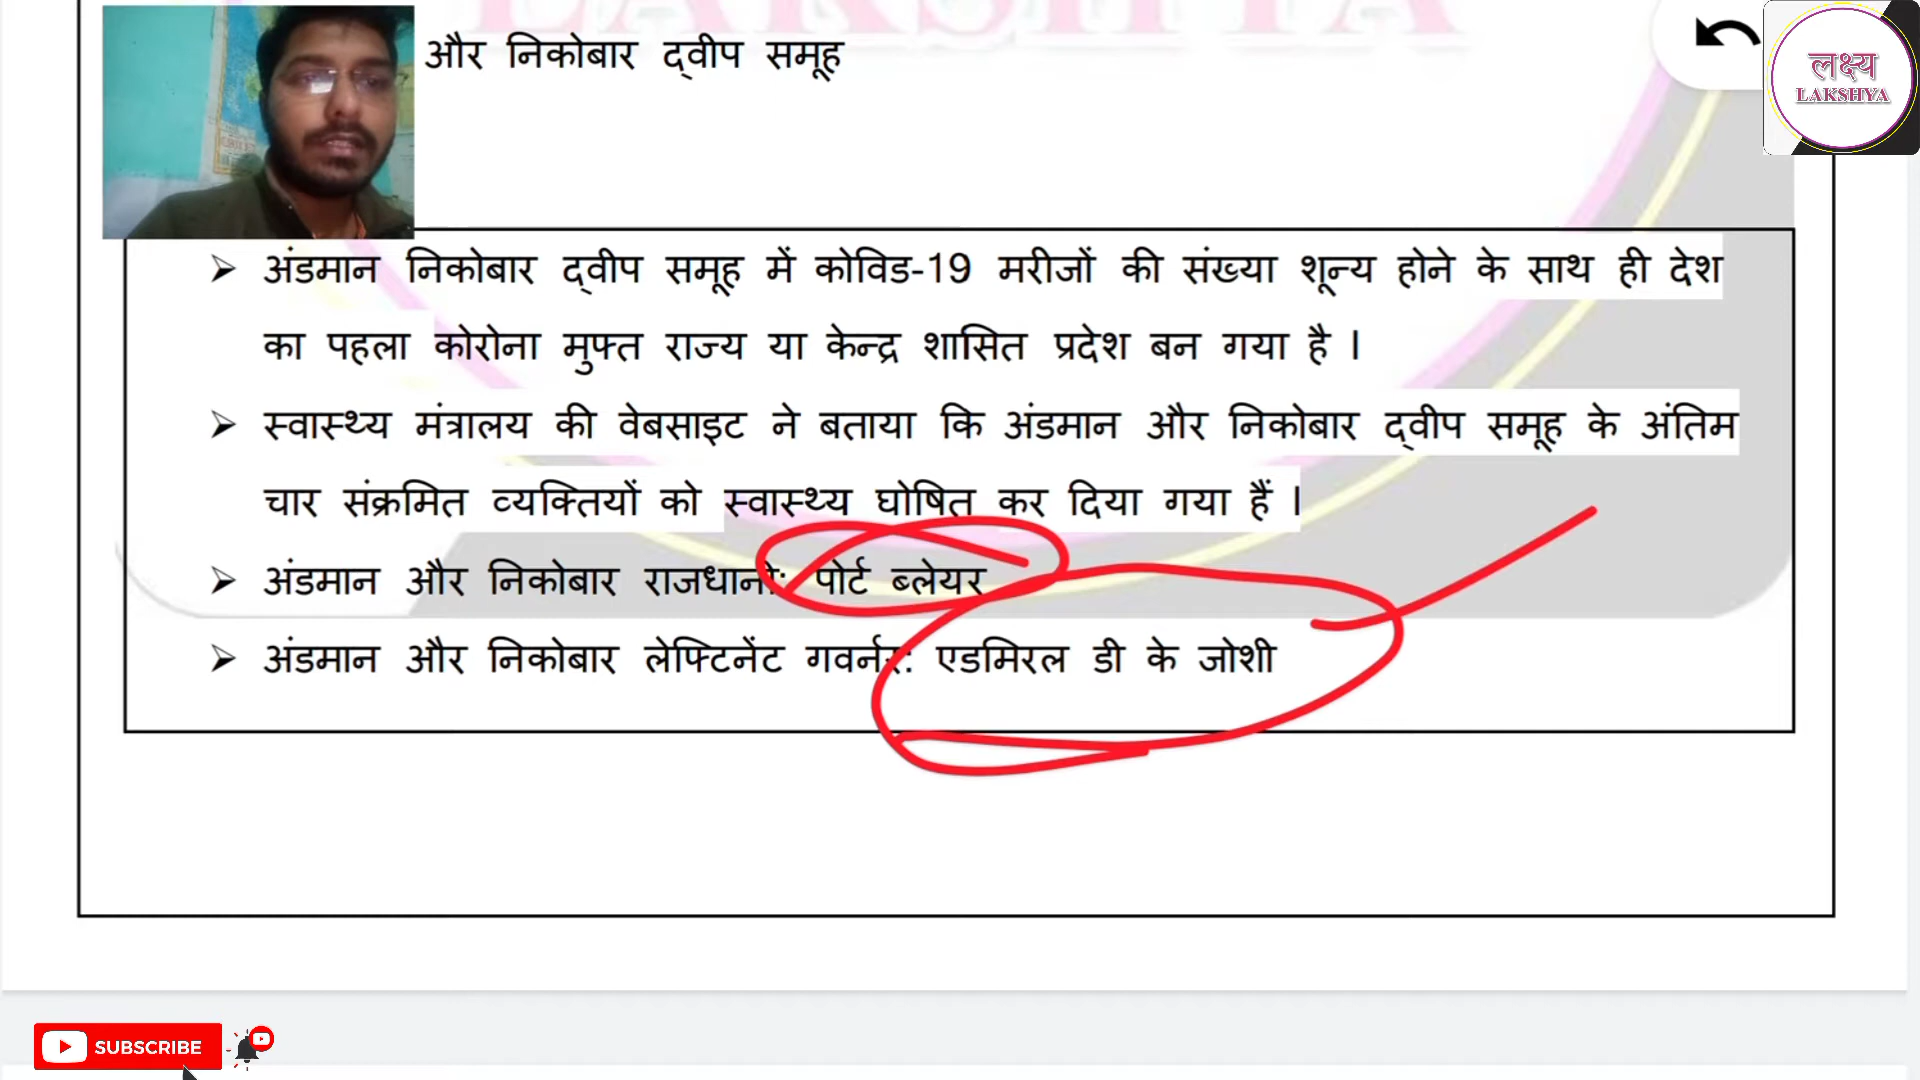 LAKSHYA
और निकोबार द्वीप समूह
लक्ष्य
LAKSHYA
➢ अंडमान निकोबार द्वीप समूह में कोविड-19 मरीजों की संख्या शून्य होने के साथ ही देश
का पहला कोरोना मुफ्त राज्य या केन्द्र शासित प्रदेश बन गया है ।
➢ स्वास्थ्य मंत्रालय की वेबसाइट ने बताया कि अंडमान और निकोबार द्वीप समूह के अंतिम
चार संक्रमित व्यक्तियों को स्वास्थ्य घोषित कर दिया गया हैं ।
➢ अंडमान और निकोबार राजधानी: पोर्ट ब्लेयर
➢ अंडमान और निकोबार लेफ्टिनेंट गवर्नर: एडमिरल डी के जोशी
SUBSCRIBE